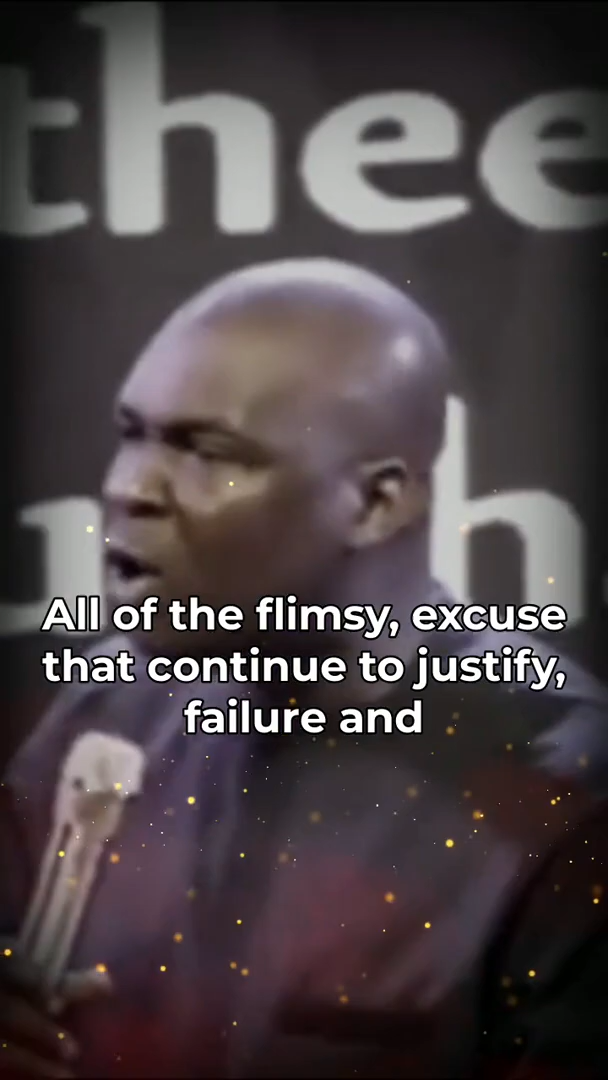 thee
h
All of the flimsy, excuse
that continue to justify,
failure and